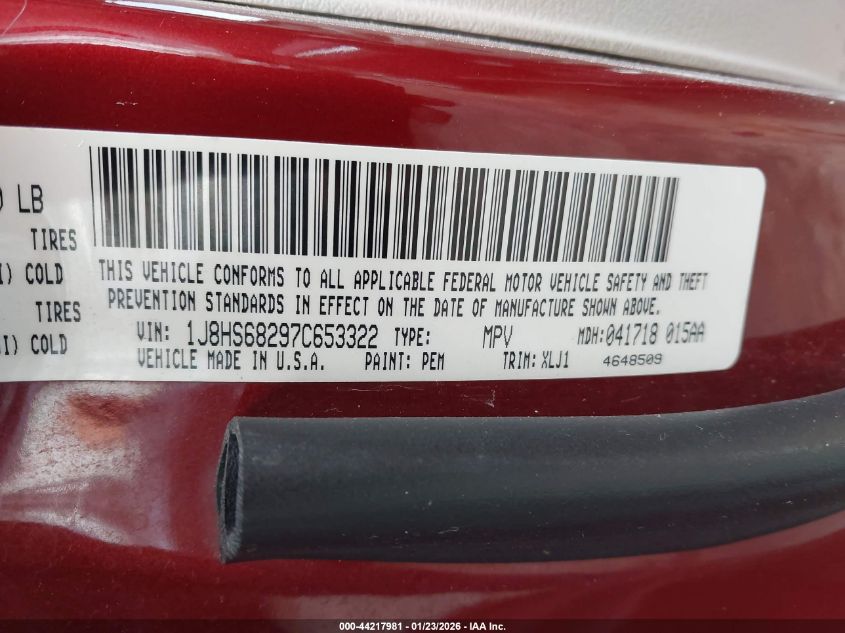 ) LB
TIRES
I) COLD
TIRES
I) COLD
THIS VEHICLE CONFORMS TO ALL APPLICABLE FEDERAL MOTOR VEHICLE SAFETY AND THEFT
PREVENTION STANDARDS IN EFFECT ON THE DATE OF MANUFACTURE SHOWN ABOVE.
VIN: 1J8HS68297C653322 TYPE: MPV MDH:041718 015AA
VEHICLE MADE IN U.S.A. PAINT: PEM TRIM: XLJ1 4648509
000-44217981 - 01/23/2026 - IAA Inc.